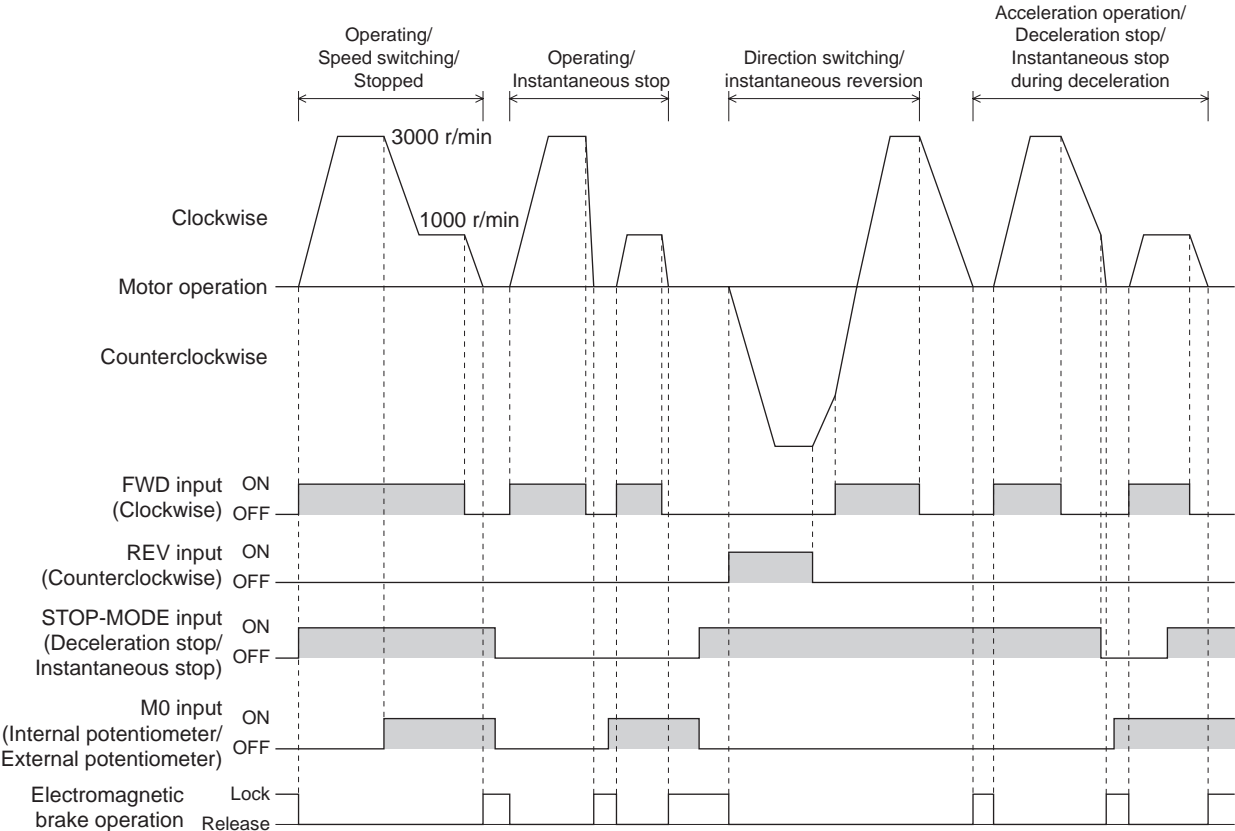 Operating/
Speed switching/
Stopped
Operating/
Instantaneous stop
Direction switching/
instantaneous reversion
Acceleration operation/
Deceleration stop/
Instantaneous stop
during deceleration
3000 r/min
Clockwise
1000 r/min
Motor operation
Counterclockwise
FWD input ON
(Clockwise) OFF
REV input ON
(Counterclockwise) OFF
STOP-MODE input
ON
(Deceleration stop/
OFF
Instantaneous stop)
M0 input
ON
(Internal potentiometer/
OFF
External potentiometer)
Electromagnetic Lock
brake operation Release